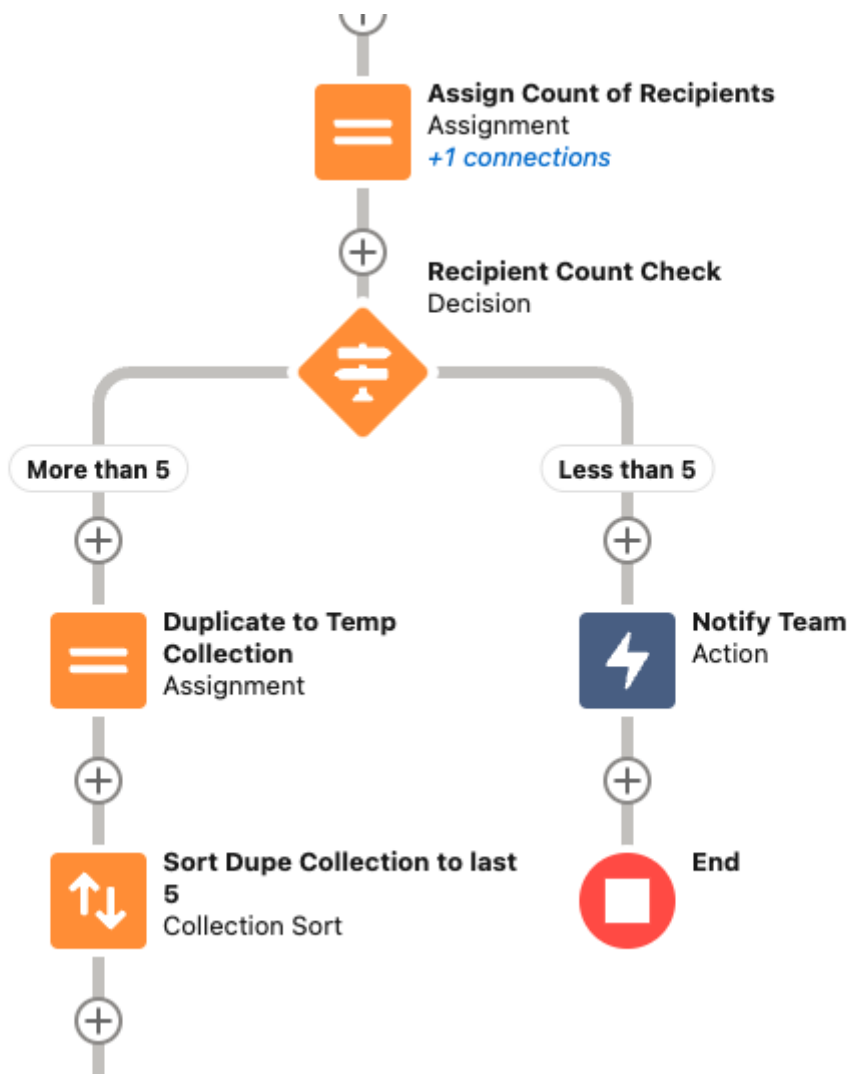 Assign Count of Recipients
Assignment
+1 connections
Recipient Count Check
Decision
More than 5
Less than 5
Duplicate to Temp
Collection
Assignment
Notify Team
Action
Sort Dupe Collection to last
5
Collection Sort
End